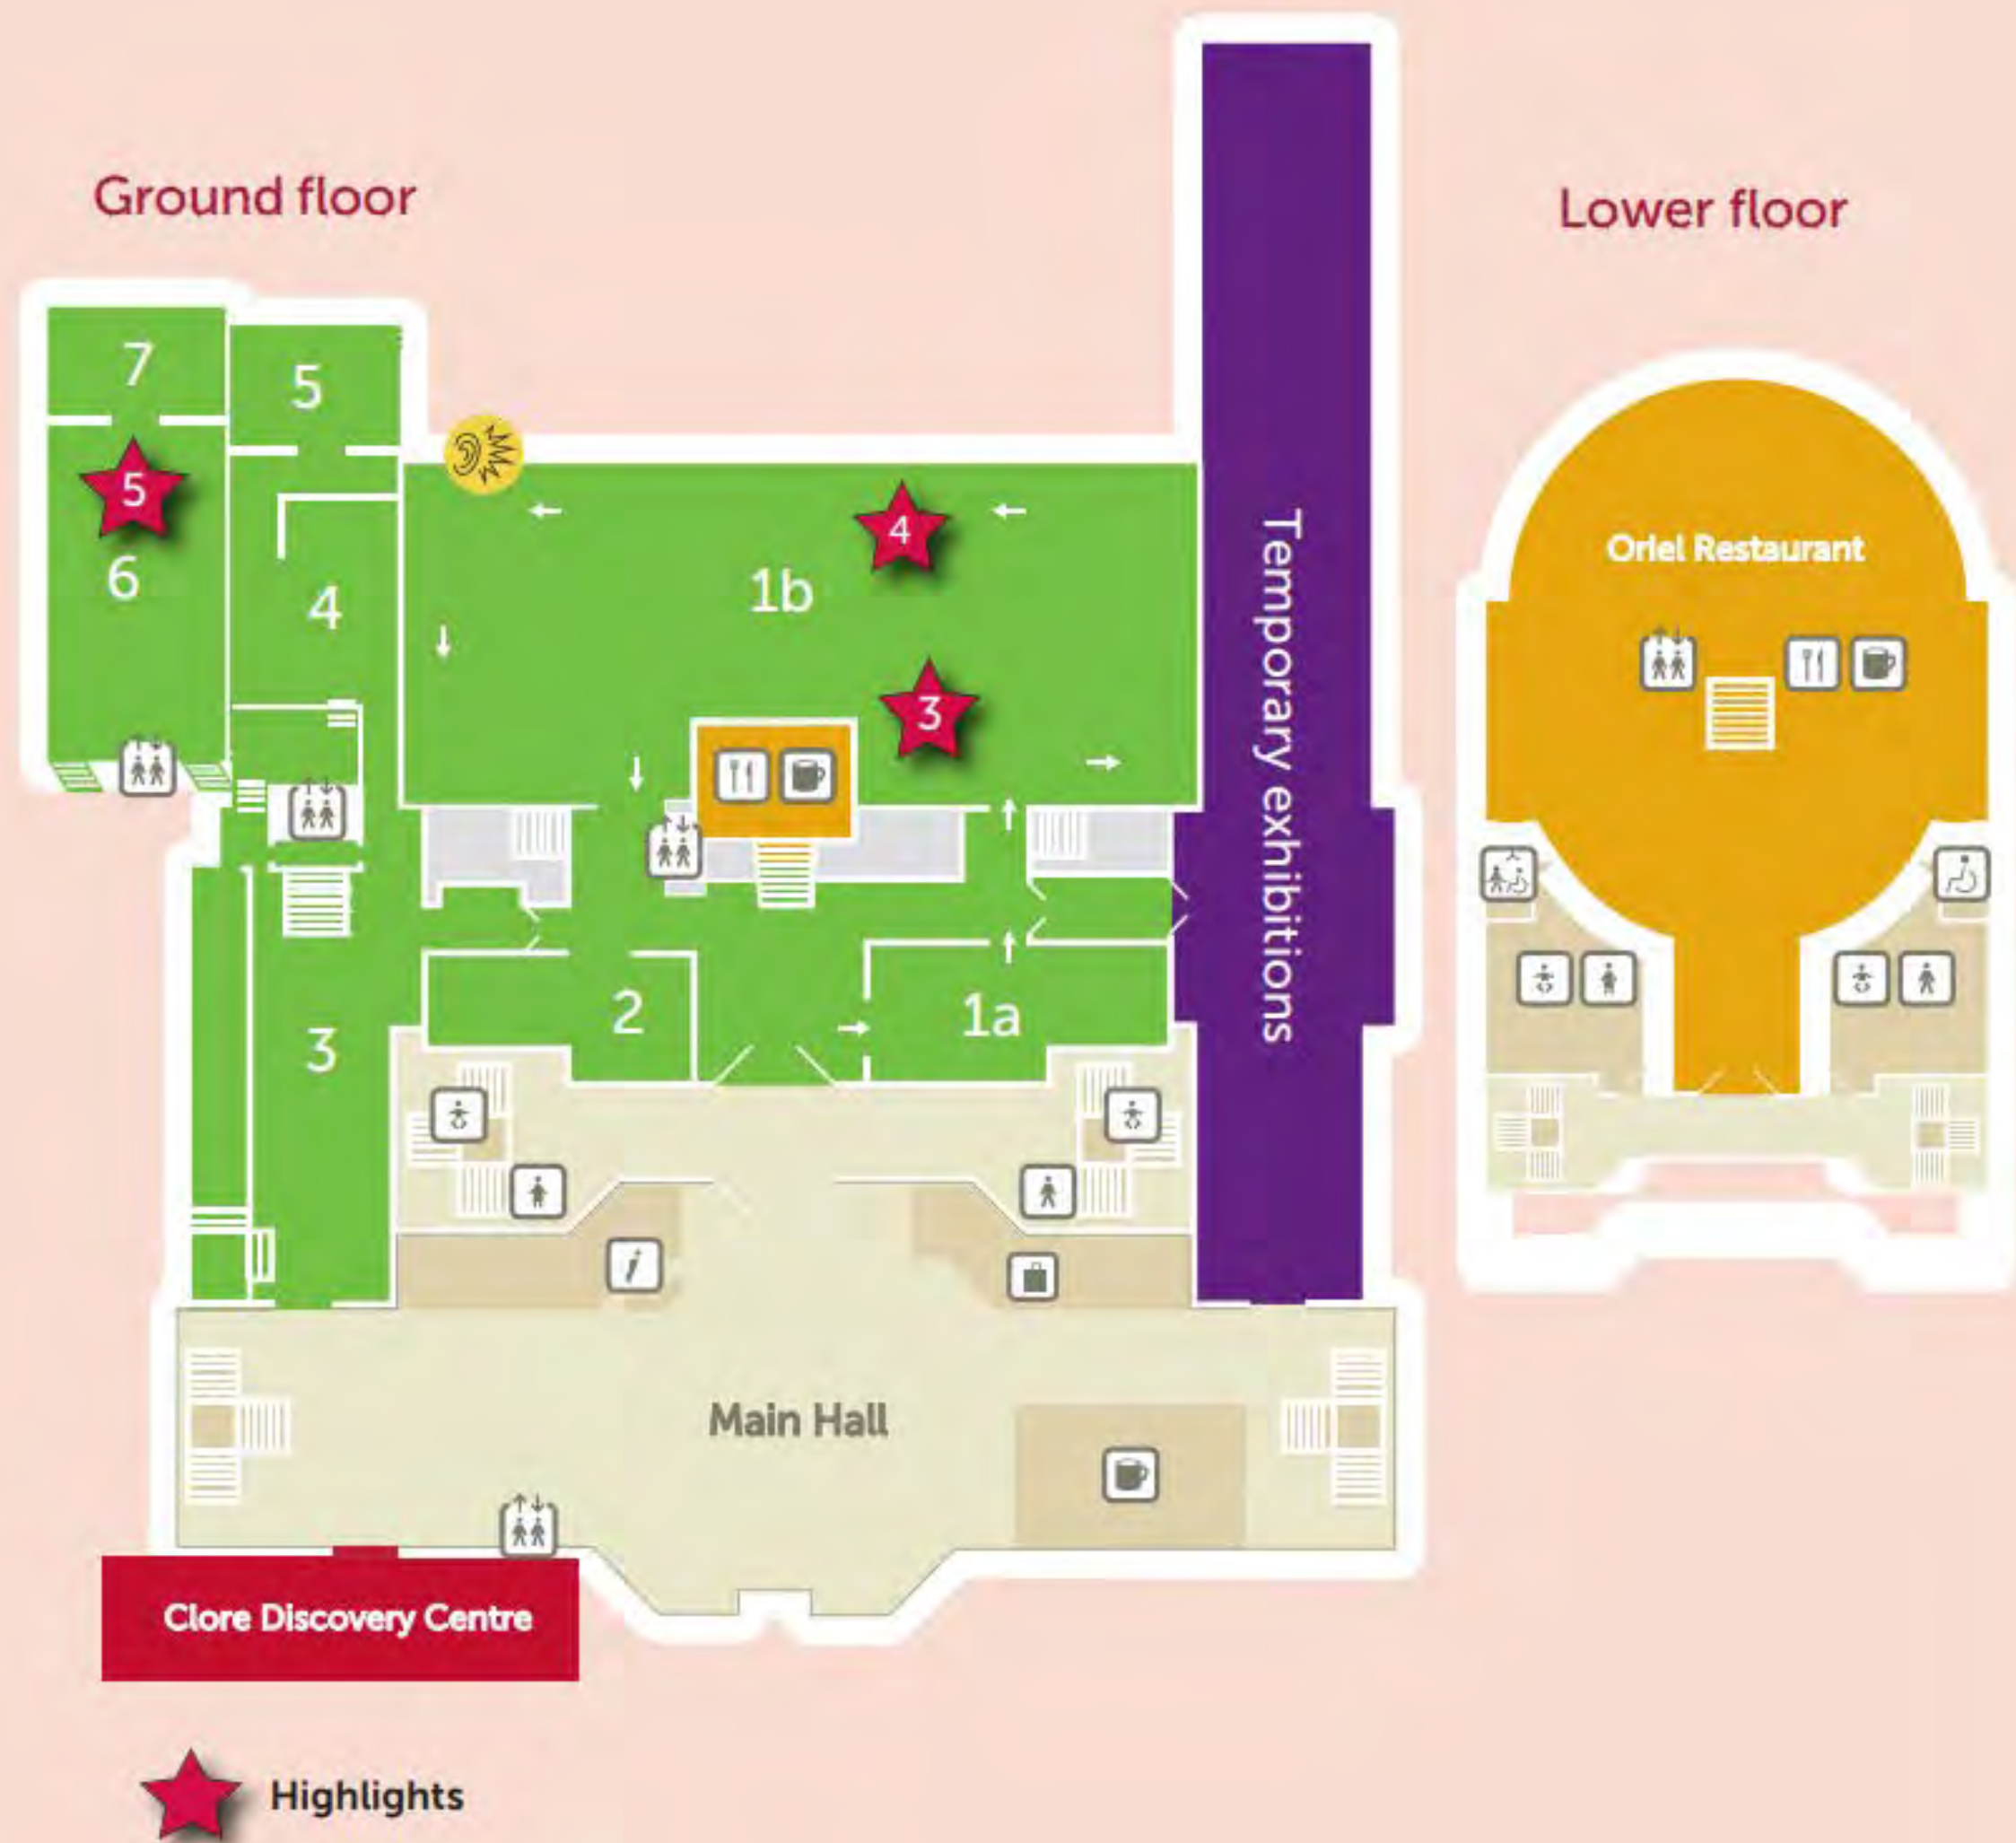 Ground floor
Lower floor
7
5
5
6
4
4
1b
3
Temporary exhibitions
Oriel Restaurant
2
1a
3
Main Hall
Clore Discovery Centre
Highlights